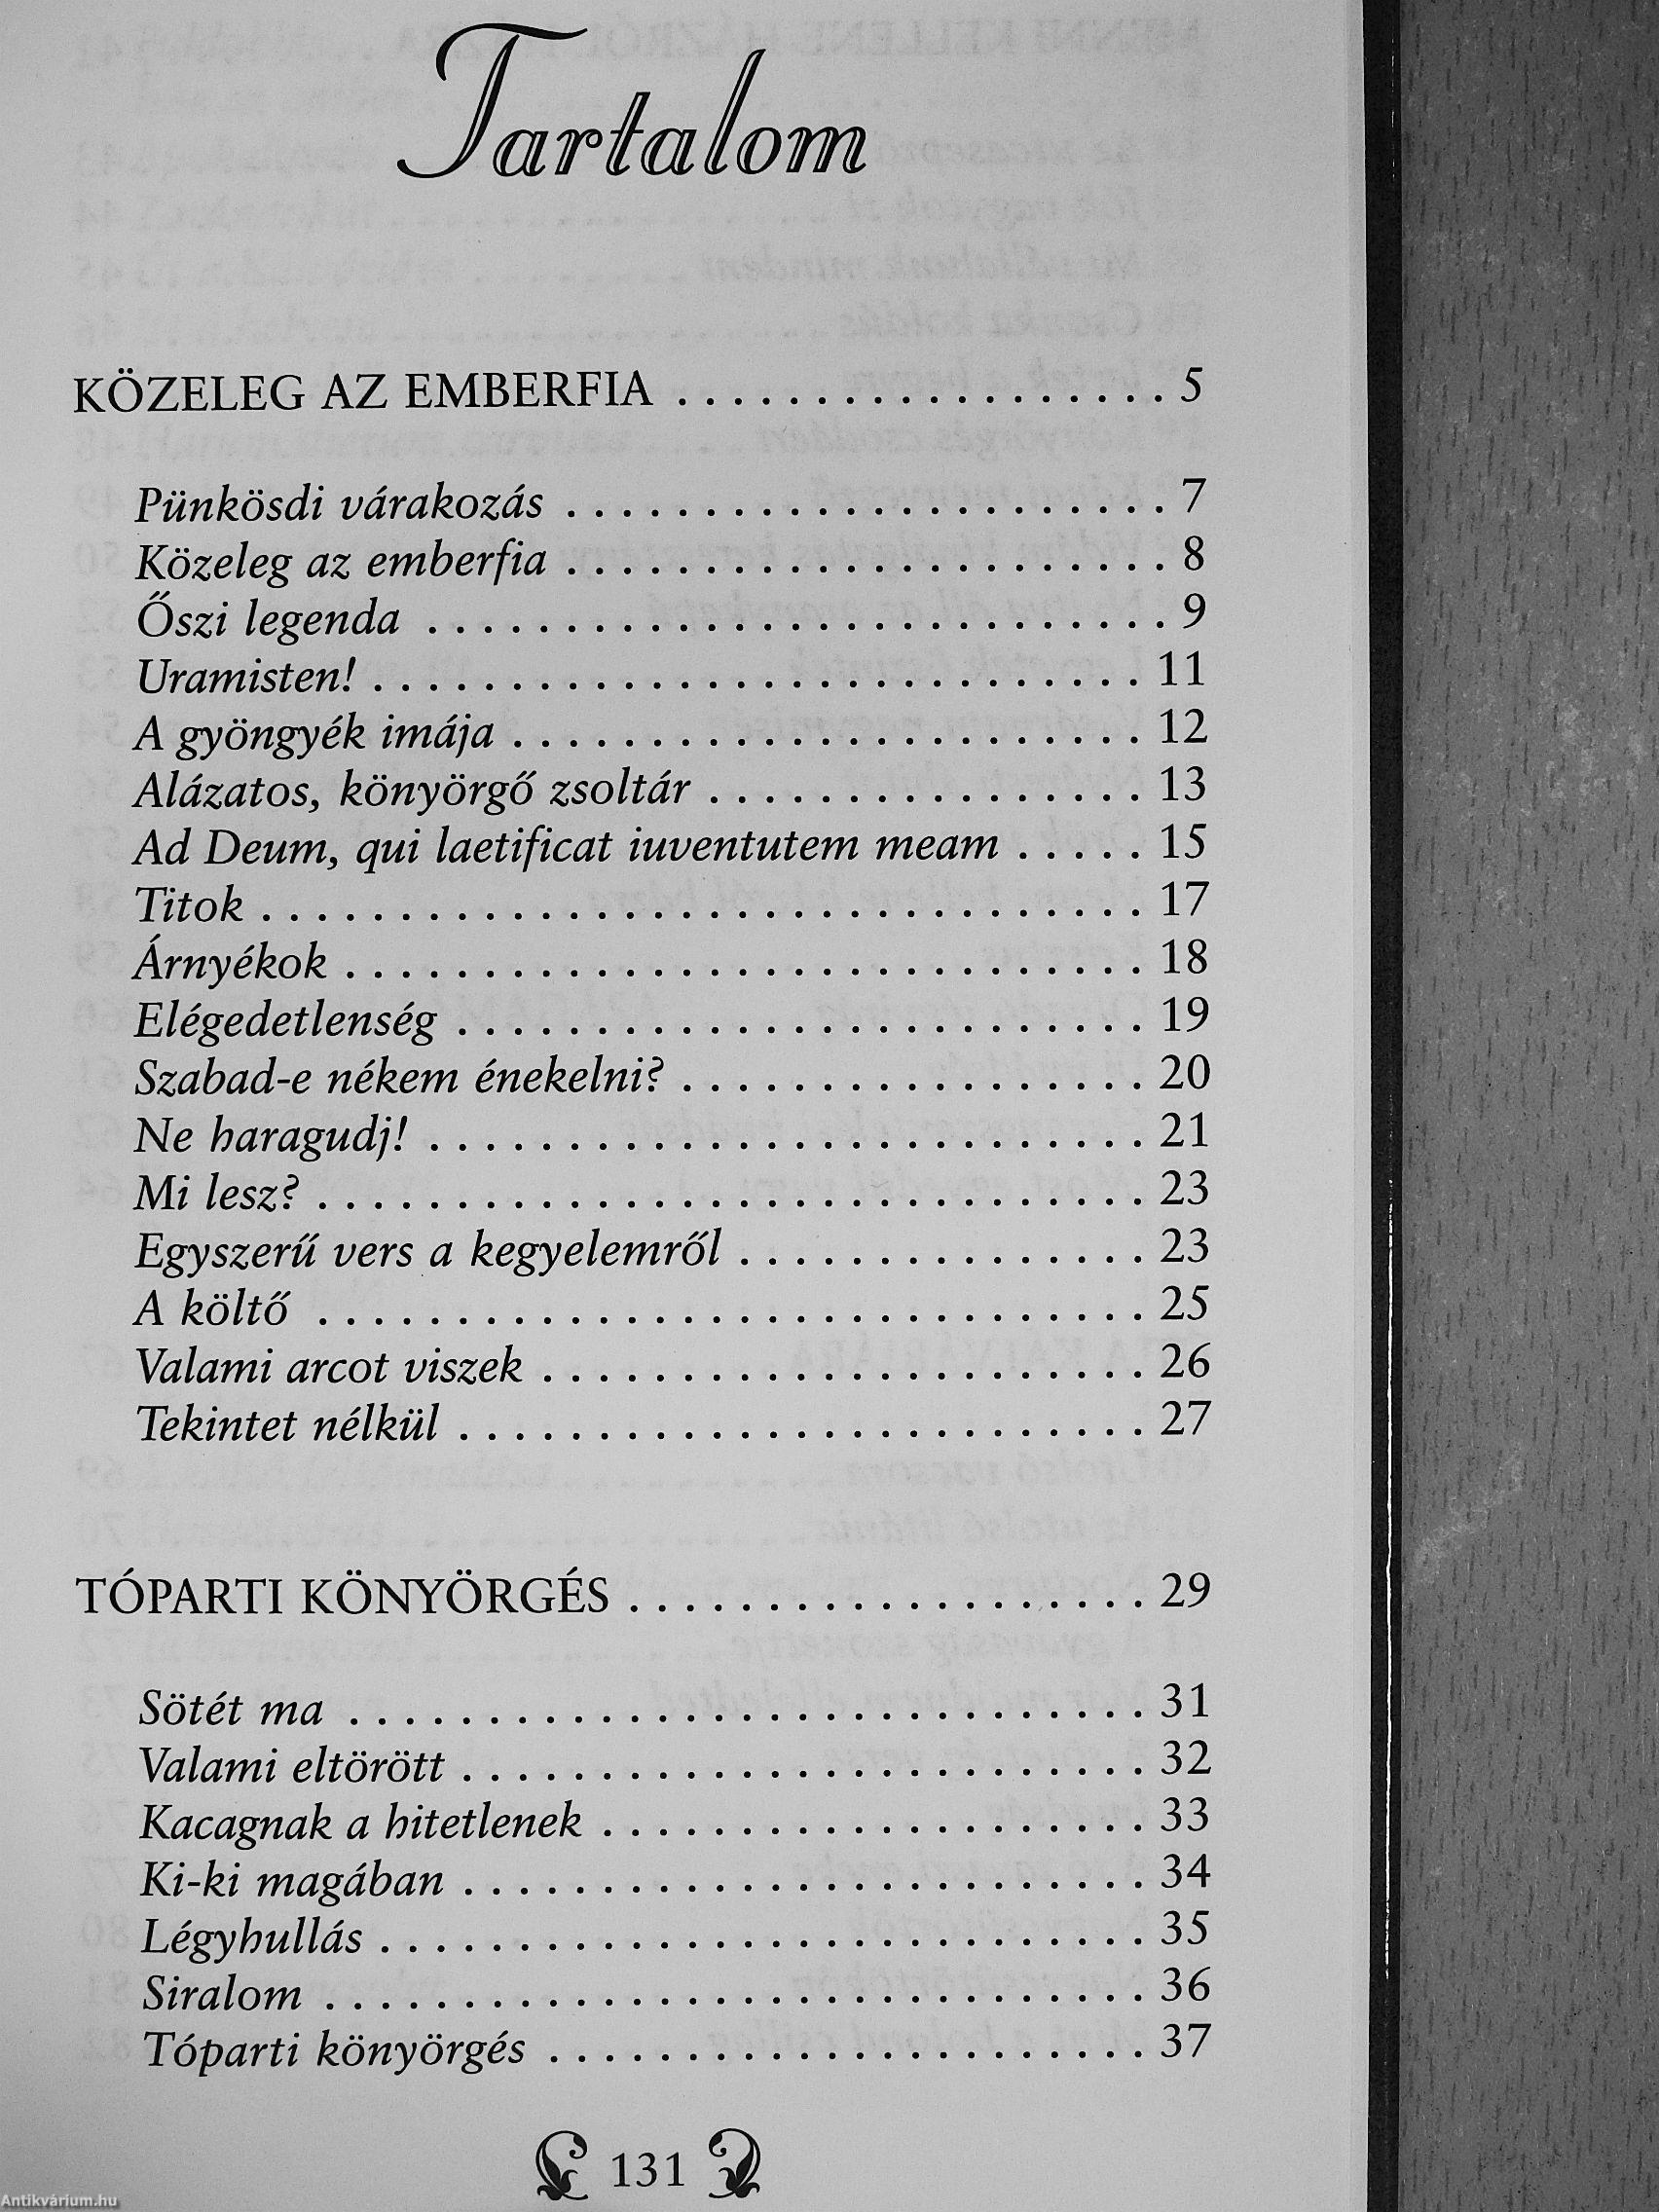 Tartalom
KÖZELEG AZ EMBERFIA . . . . . . . . . . . . . . . . . . 5
Pünkösdi várakozás . . . . . . . . . . . . . . . . . . . . . . 7
Közeleg az emberfia . . . . . . . . . . . . . . . . . . . . . . 8
Őszi legenda . . . . . . . . . . . . . . . . . . . . . . . . . . . 9
Uramisten! . . . . . . . . . . . . . . . . . . . . . . . . . . . . 11
A gyöngyék imája . . . . . . . . . . . . . . . . . . . . . . . 12
Alázatos, könyörgő zsoltár . . . . . . . . . . . . . . . . 13
Ad Deum, qui laetificat iuventutem meam . . . . . 15
Titok . . . . . . . . . . . . . . . . . . . . . . . . . . . . . . . . 17
Árnyékok . . . . . . . . . . . . . . . . . . . . . . . . . . . . . 18
Elégedetlenség . . . . . . . . . . . . . . . . . . . . . . . . . 19
Szabad-e nékem énekelni? . . . . . . . . . . . . . . . . . 20
Ne haragudj! . . . . . . . . . . . . . . . . . . . . . . . . . . 21
Mi lesz? . . . . . . . . . . . . . . . . . . . . . . . . . . . . . . 23
Egyszerű vers a kegyelemről . . . . . . . . . . . . . . . 23
A költő . . . . . . . . . . . . . . . . . . . . . . . . . . . . . . 25
Valami arcot viszek . . . . . . . . . . . . . . . . . . . . . . 26
Tekintet nélkül . . . . . . . . . . . . . . . . . . . . . . . . . 27
TÓPARTI KÖNYÖRGÉS . . . . . . . . . . . . . . . . . . . 29
Sötét ma . . . . . . . . . . . . . . . . . . . . . . . . . . . . . 31
Valami eltörött . . . . . . . . . . . . . . . . . . . . . . . . . 32
Kacagnak a hitetlenek . . . . . . . . . . . . . . . . . . . . 33
Ki-ki magában . . . . . . . . . . . . . . . . . . . . . . . . . 34
Légyhullás . . . . . . . . . . . . . . . . . . . . . . . . . . . . 35
Siralom . . . . . . . . . . . . . . . . . . . . . . . . . . . . . . 36
Tóparti könyörgés . . . . . . . . . . . . . . . . . . . . . . 37
131
Antikvárium.hu